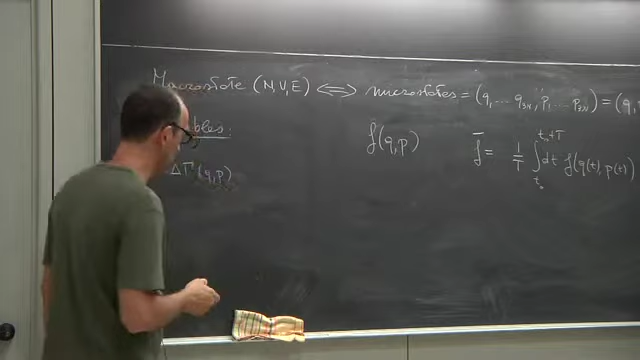 Macrostate (N,V,E) ⟺ microstates = (q₁ ... q₃N, p₁ ... p₃N) = (q,
f(q,p) f̄ = 1/T ∫_{t₀}^{t₀+T} dt f(q(t), p(t))
ΔΓ (q,p)